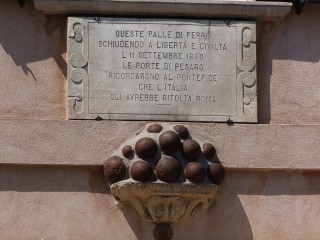 QUESTE PALLE DI FERRO
SCHIUDENDO A LIBERTÀ E CIVILTÀ
L'11 SETTEMBRE 1860
LE PORTE DI PESARO
RICORDARONO AL PONTEFICE
CHE L'ITALIA
GLI AVREBBE RITOLTA ROMA